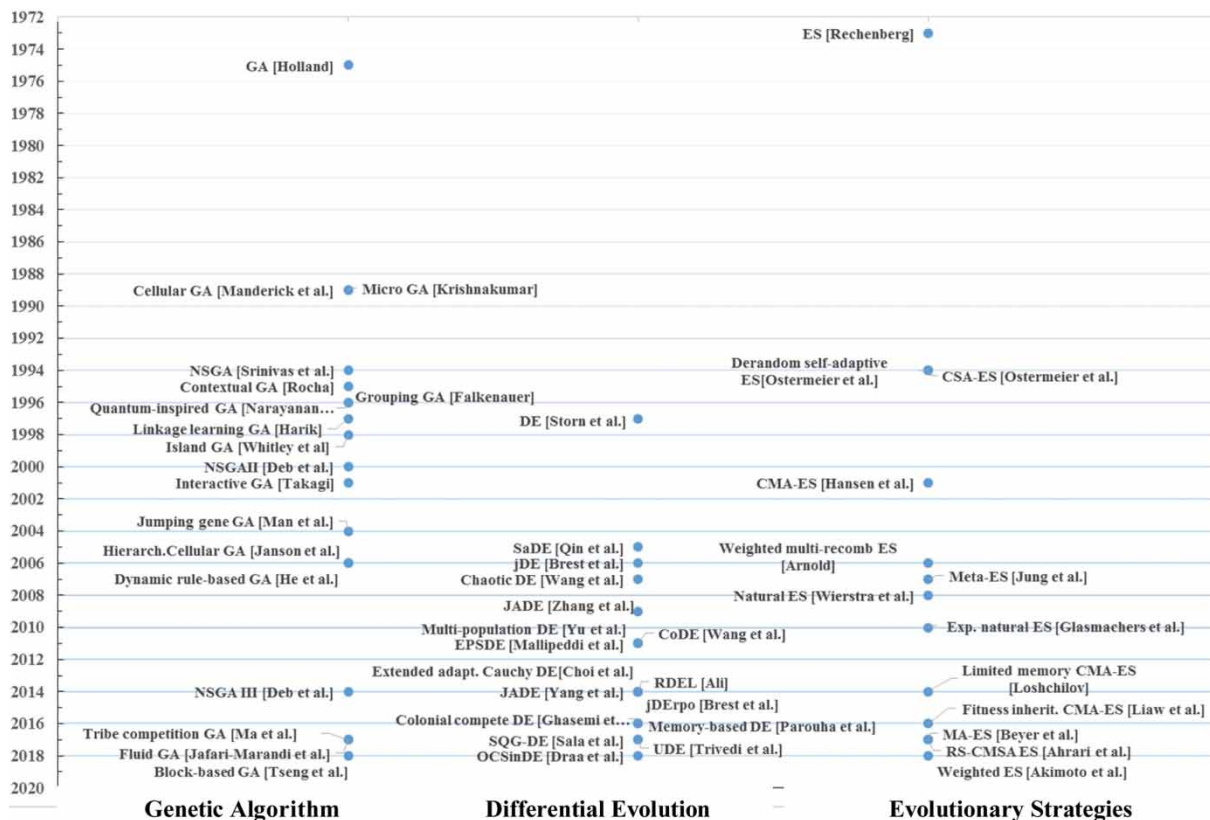 1972
ES [Rechenberg]
1974
GA [Holland]
1976
1978
1980
1982
1984
1986
1988
Cellular GA [Manderick et al.]
Micro GA [Krishnakumar]
1990
1992
1994
NSGA [Srinivas et al.]
Derandom self-adaptive
ES[Ostermeier et al.]
CSA-ES [Ostermeier et al.]
Contextual GA [Rocha]
1996
Grouping GA [Falkenauer]
Quantum-inspired GA [Narayanan…
DE [Storn et al.]
Linkage learning GA [Harik]
1998
Island GA [Whitley et al]
2000
NSGAII [Deb et al.]
Interactive GA [Takagi]
CMA-ES [Hansen et al.]
2002
Jumping gene GA [Man et al.]
2004
Hierarch.Cellular GA [Janson et al.]
SaDE [Qin et al.]
Weighted multi-recomb ES
[Arnold]
2006
jDE [Brest et al.]
Dynamic rule-based GA [He et al.]
Chaotic DE [Wang et al.]
Meta-ES [Jung et al.]
2008
Natural ES [Wierstra et al.]
JADE [Zhang et al.]
2010
Multi-population DE [Yu et al.]
Exp. natural ES [Glasmachers et al.]
EPSDE [Mallipeddi et al.]
CoDE [Wang et al.]
2012
Extended adapt. Cauchy DE[Choi et al.]
Limited memory CMA-ES
[Loshchilov]
2014
NSGA III [Deb et al.]
JADE [Yang et al.]
RDEL [Ali]
jDErpo [Brest et al.]
Fitness inherit. CMA-ES [Liaw et al.]
2016
Colonial compete DE [Ghasemi et…
Memory-based DE [Parouha et al.]
Tribe competition GA [Ma et al.]
MA-ES [Beyer et al.]
SQG-DE [Sala et al.]
Fluid GA [Jafari-Marandi et al.]
UDE [Trivedi et al.]
RS-CMSA ES [Ahrari et al.]
2018
OCSinDE [Draa et al.]
Block-based GA [Tseng et al.]
Weighted ES [Akimoto et al.]
2020
Genetic Algorithm
Differential Evolution
Evolutionary Strategies